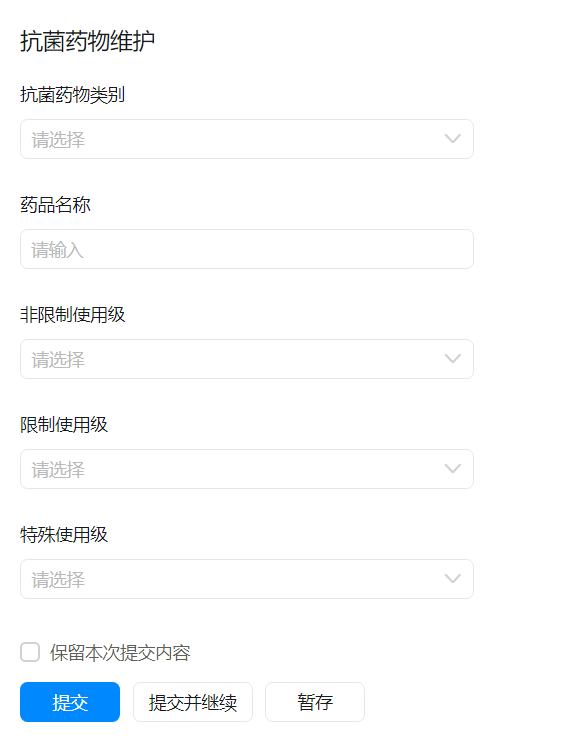 抗菌药物维护
抗菌药物类别
请选择
药品名称
请输入
非限制使用级
请选择
限制使用级
请选择
特殊使用级
请选择
保留本次提交内容
提交 提交并继续 暂存